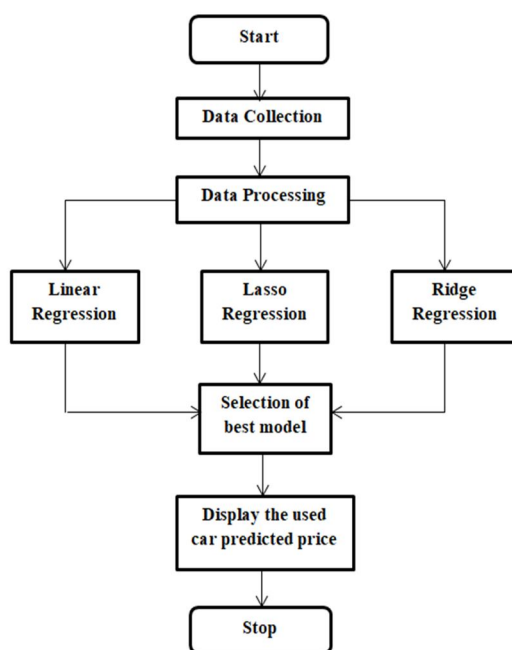 Start
Data Collection
Data Processing
Linear
Regression
Lasso
Regression
Ridge
Regression
Selection of
best model
Display the used
car predicted price
Stop